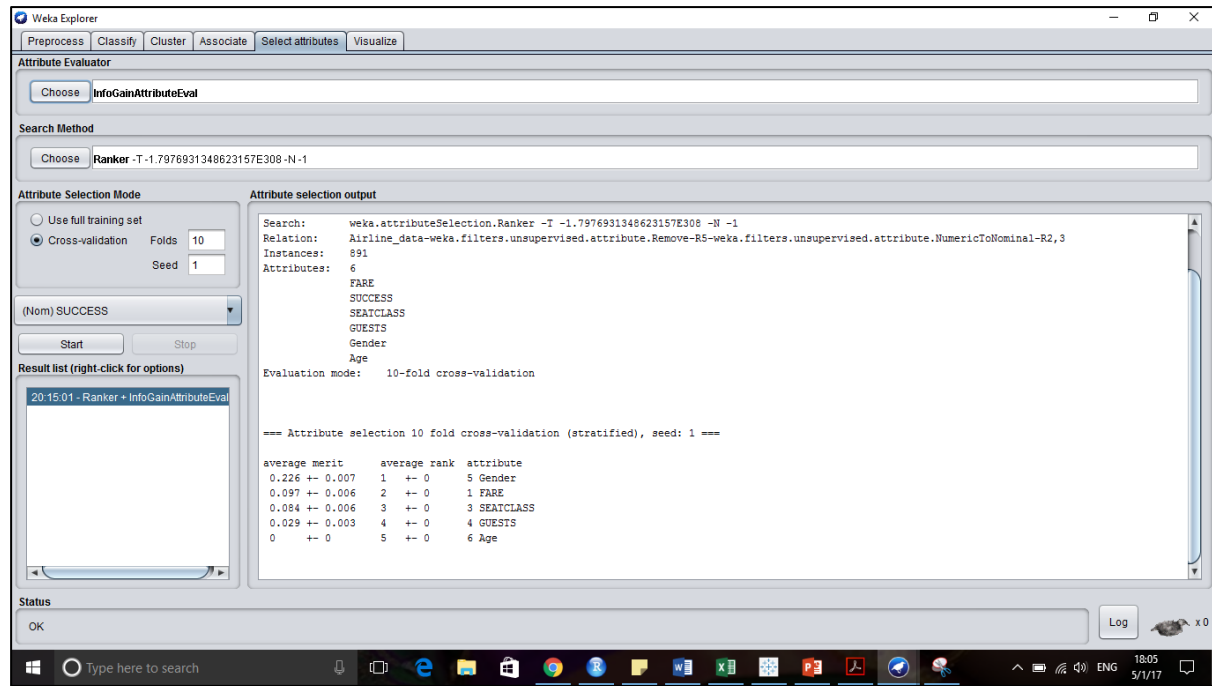 Weka Explorer
Preprocess Classify Cluster Associate Select attributes Visualize
Attribute Evaluator
Choose InfoGainAttributeEval
Search Method
Choose Ranker -T -1.7976931348623157E308 -N -1
Attribute Selection Mode
Use full training set
Cross-validation Folds 10
Seed 1
(Nom) SUCCESS
Start Stop
Result list (right-click for options)
20:15:01 - Ranker + InfoGainAttributeEval
Attribute selection output
Search: weka.attributeSelection.Ranker -T -1.7976931348623157E308 -N -1
Relation: Airline_data-weka.filters.unsupervised.attribute.Remove-R5-weka.filters.unsupervised.attribute.NumericToNominal-R2,3
Instances: 891
Attributes: 6
FARE
SUCCESS
SEATCLASS
GUESTS
Gender
Age
Evaluation mode: 10-fold cross-validation
=== Attribute selection 10 fold cross-validation (stratified), seed: 1 ===
average merit average rank attribute
0.226 +- 0.007 1 +- 0 5 Gender
0.097 +- 0.006 2 +- 0 1 FARE
0.084 +- 0.006 3 +- 0 3 SEATCLASS
0.029 +- 0.003 4 +- 0 4 GUESTS
0 +- 0 5 +- 0 6 Age
Status
OK
Log x 0
Type here to search
ENG
18:05
5/1/17